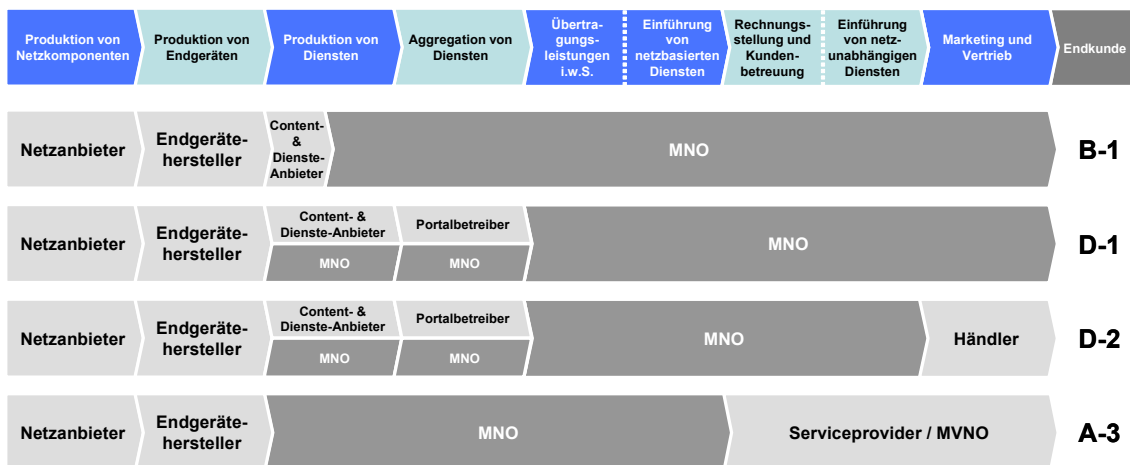 Produktion von
Netzkomponenten
Produktion von
Endgeräten
Produktion von
Diensten
Aggregation von
Diensten
Übertra-
gungs-
leistungen
i.w.S.
Einführung
von
netzbasierten
Diensten
Rechnungs-
stellung und
Kunden-
betreuung
Einführung
von netz-
unabhängigen
Diensten
Marketing und
Vertrieb
Endkunde
Netzanbieter
Endgeräte-
hersteller
Content-
&
Dienste-
Anbieter
MNO
B-1
Netzanbieter
Endgeräte-
hersteller
Content- &
Dienste-Anbieter
MNO
Portalbetreiber
MNO
MNO
D-1
Netzanbieter
Endgeräte-
hersteller
Content- &
Dienste-Anbieter
MNO
Portalbetreiber
MNO
MNO
Händler
D-2
Netzanbieter
Endgeräte-
hersteller
MNO
Serviceprovider / MVNO
A-3